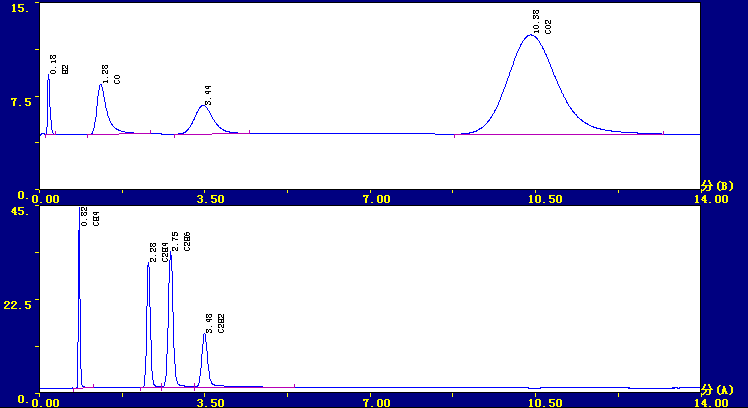 15.
0.18
H2
1.28
CO
3.44
10.38
CO2
7.5
0.00
3.50
7.00
10.50
14.00
分(B)
45.
0.82
CH4
2.28
C2H4
2.75
C2H6
3.48
C2H2
22.5
0.
0.00
3.50
7.00
10.50
14.00
分(A)